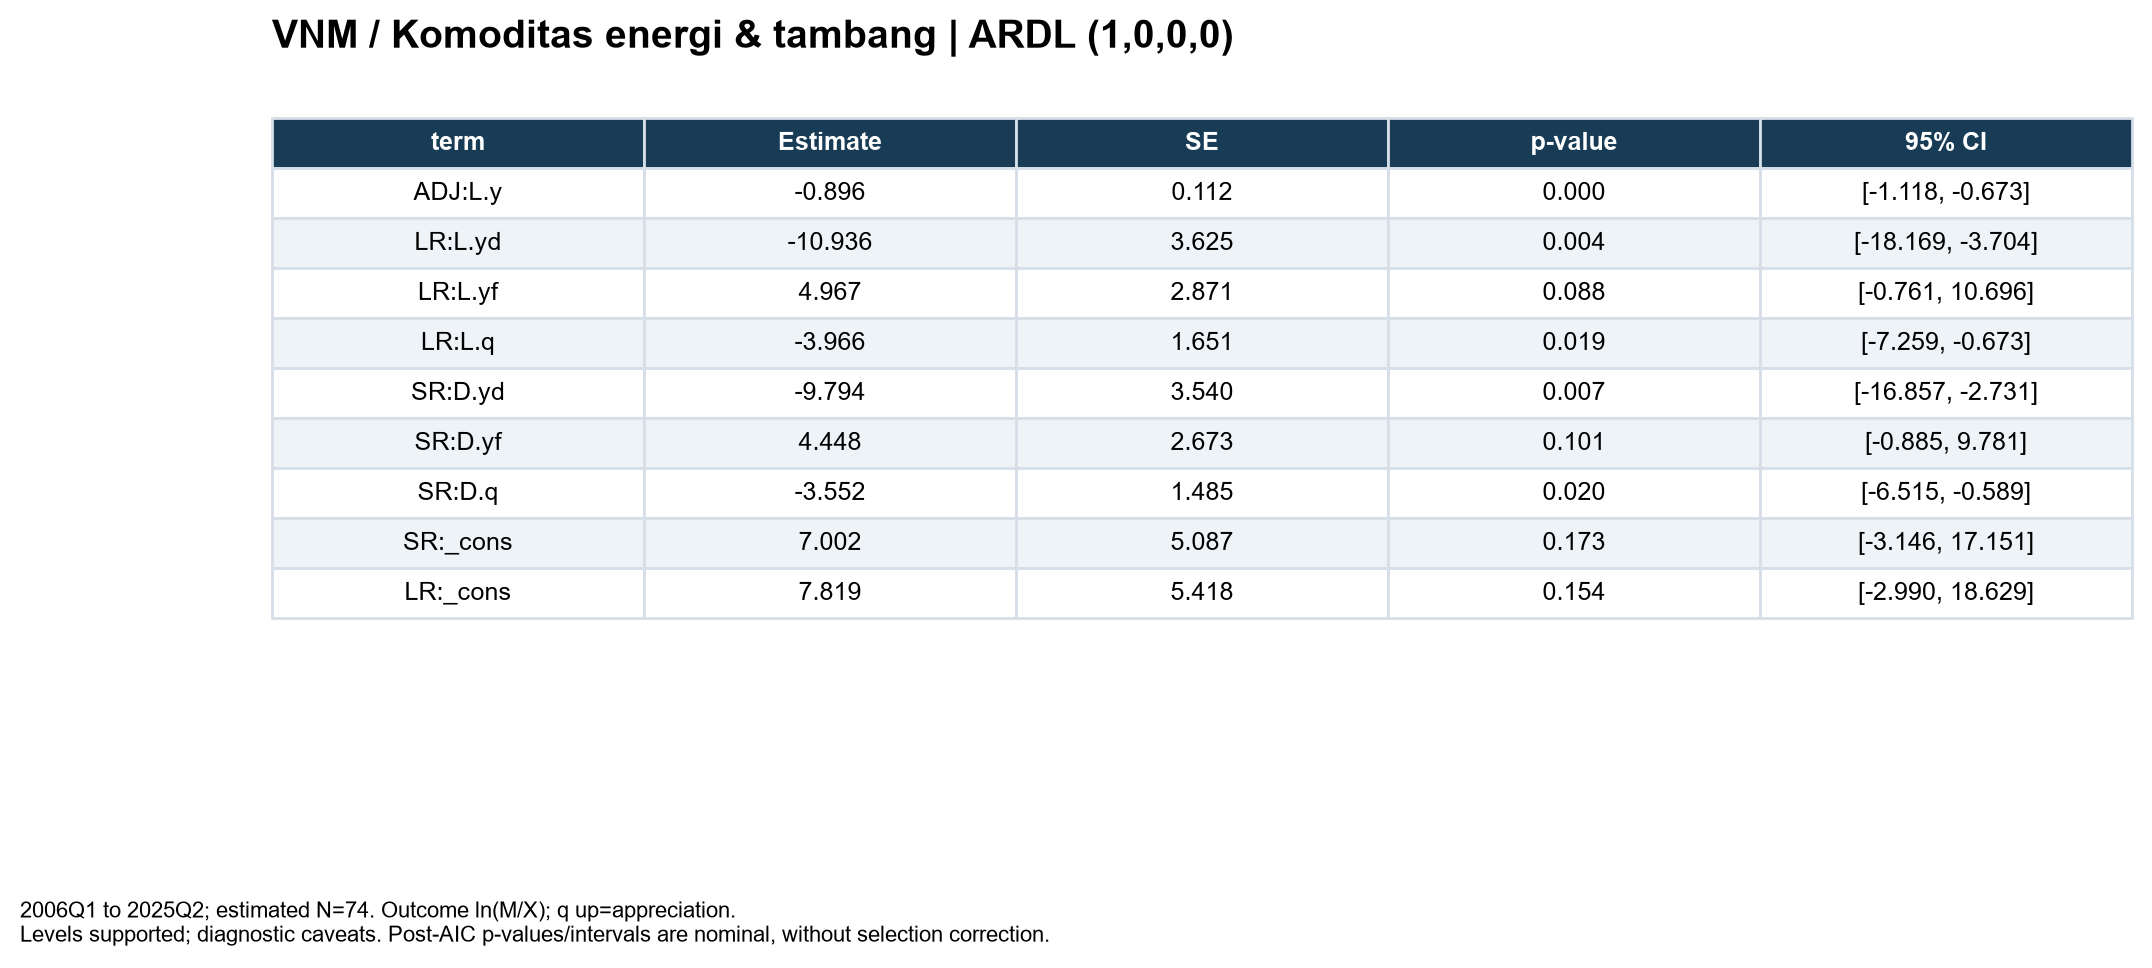 VNM / Komoditas energi & tambang | ARDL (1,0,0,0)
term Estimate SE p-value 95% CI
ADJ:L.y -0.896 0.112 0.000 [-1.118, -0.673]
LR:L.yd -10.936 3.625 0.004 [-18.169, -3.704]
LR:L.yf 4.967 2.871 0.088 [-0.761, 10.696]
LR:L.q -3.966 1.651 0.019 [-7.259, -0.673]
SR:D.yd -9.794 3.540 0.007 [-16.857, -2.731]
SR:D.yf 4.448 2.673 0.101 [-0.885, 9.781]
SR:D.q -3.552 1.485 0.020 [-6.515, -0.589]
SR:_cons 7.002 5.087 0.173 [-3.146, 17.151]
LR:_cons 7.819 5.418 0.154 [-2.990, 18.629]
2006Q1 to 2025Q2; estimated N=74. Outcome ln(M/X); q up=appreciation.
Levels supported; diagnostic caveats. Post-AIC p-values/intervals are nominal, without selection correction.